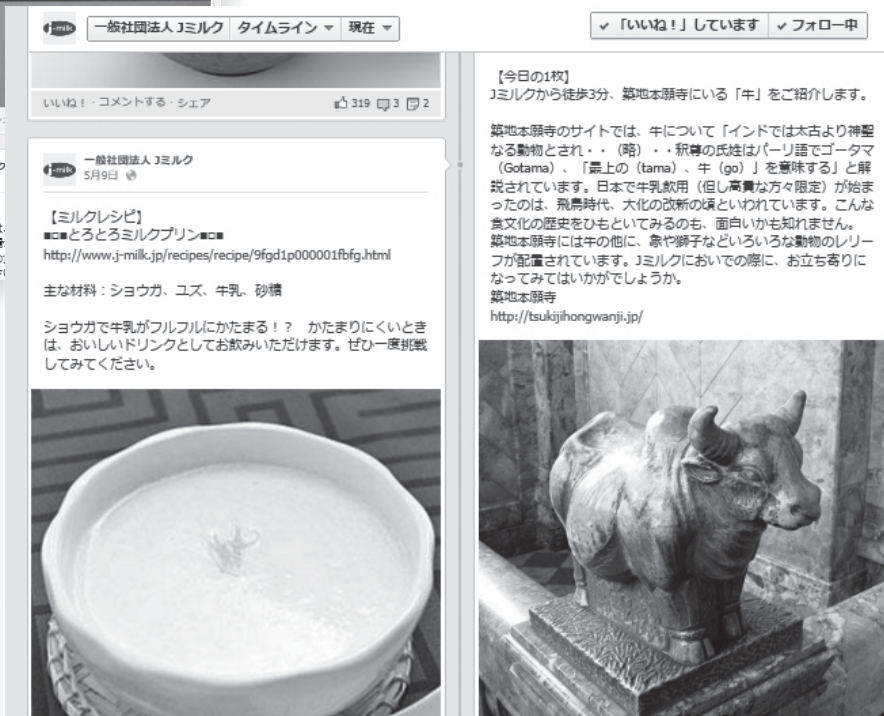 j-milk 一般社団法人 Jミルク タイムライン 現在
「いいね！」しています フォロー中
いいね！・コメントする・シェア 319 3 2
j-milk
一般社団法人 Jミルク
5月9日
【ミルクレシピ】
■□■とろとろミルクプリン■□■
http://www.j-milk.jp/recipes/recipe/9fgd1p000001fbfg.html
主な材料：ショウガ、ユズ、牛乳、砂糖
ショウガで牛乳がフルフルにかたまる！？　かたまりにくいとき
は、おいしいドリンクとしてお飲みいただけます。ぜひ一度挑戦
してみてください。
【今日の1枚】
Jミルクから徒歩3分、築地本願寺にいる「牛」をご紹介します。
築地本願寺のサイトでは、牛について「インドでは太古より神聖
なる動物とされ・・（略）・・釈尊の氏姓はパーリ語でゴータマ
（Gotama）、「最上の（tama）、牛（go）」を意味する」と解
説されています。日本で牛乳飲用（但し高貴な方々限定）が始ま
ったのは、飛鳥時代、大化の改新の頃といわれています。こんな
食文化の歴史をひもといてみるのも、面白いかも知れません。
築地本願寺には牛の他に、象や獅子などいろいろな動物のレリー
フが配置されています。Jミルクにおいでの際に、お立ち寄りに
なってみてはいかがでしょうか。
築地本願寺
http://tsukijihongwanji.jp/